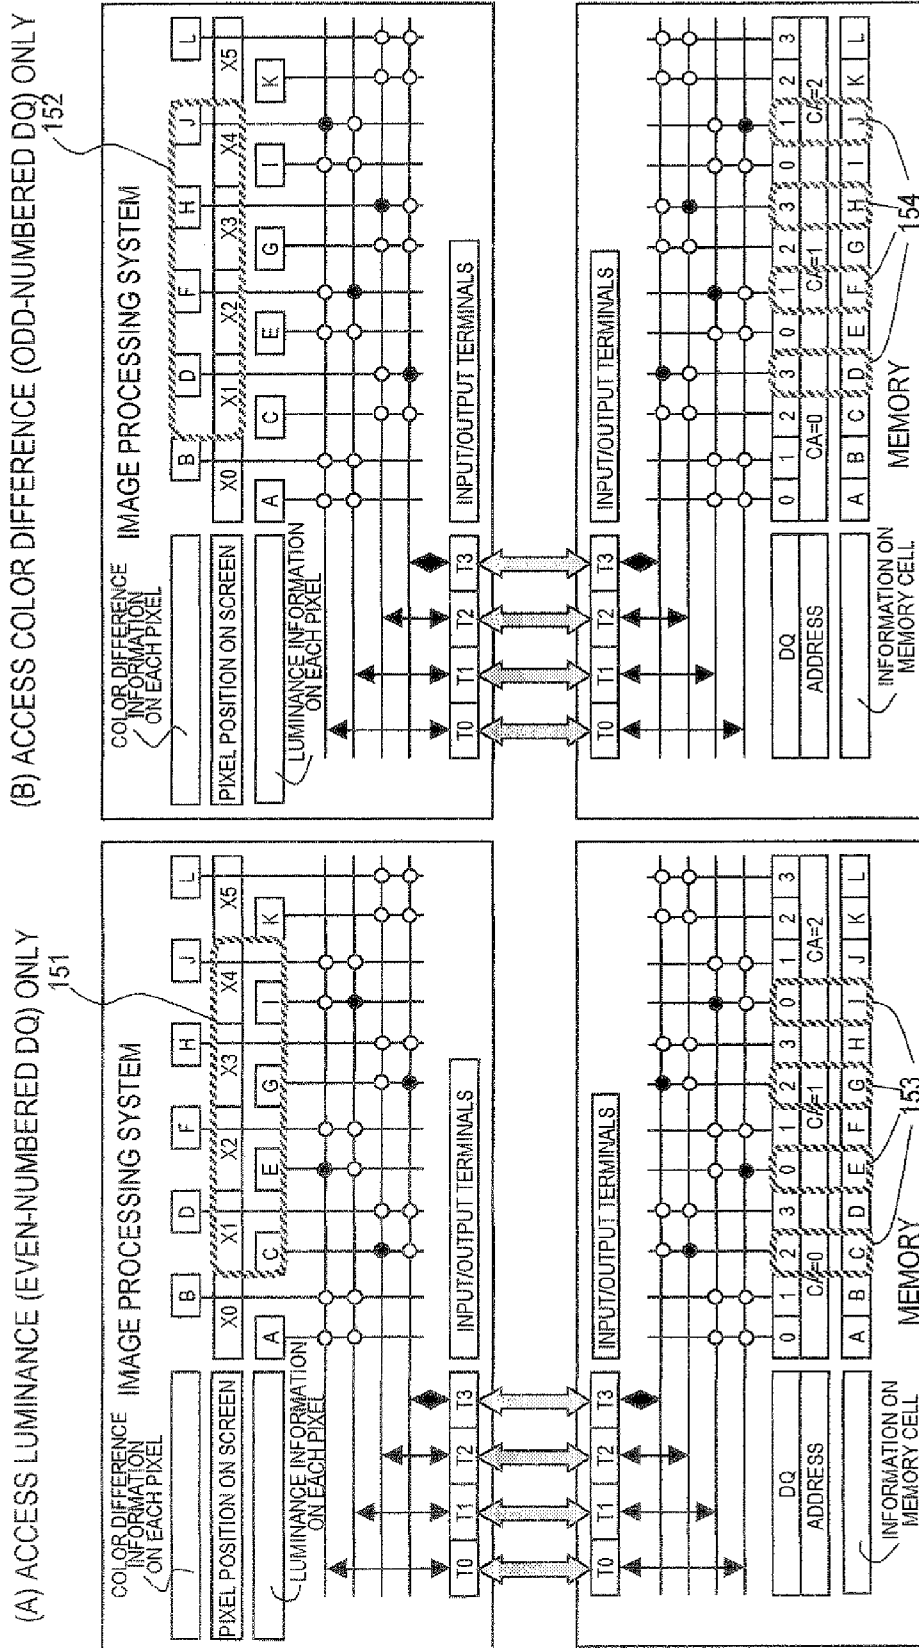 (A) ACCESS LUMINANCE (EVEN-NUMBERED DQ) ONLY
151
IMAGE PROCESSING SYSTEM
COLOR DIFFERENCE
INFORMATION
ON EACH PIXEL
B D F H J L
PIXEL POSITION ON SCREEN
X0 X1 X2 X3 X4 X5
A C E G I K
LUMINANCE INFORMATION
ON EACH PIXEL
T0 T1 T2 T3
INPUT/OUTPUT TERMINALS
T0 T1 T2 T3
INPUT/OUTPUT TERMINALS
DQ
0 1 2 3 0 1 2 3 0 1 2 3
ADDRESS
CA=0 CA=1 CA=2
A B C D E F G H I J K L
INFORMATION ON
MEMORY CELL
MEMORY
153
(B) ACCESS COLOR DIFFERENCE (ODD-NUMBERED DQ) ONLY
152
IMAGE PROCESSING SYSTEM
COLOR DIFFERENCE
INFORMATION
ON EACH PIXEL
B D F H J L
PIXEL POSITION ON SCREEN
X0 X1 X2 X3 X4 X5
A C E G I K
LUMINANCE INFORMATION
ON EACH PIXEL
T0 T1 T2 T3
INPUT/OUTPUT TERMINALS
T0 T1 T2 T3
INPUT/OUTPUT TERMINALS
DQ
0 1 2 3 0 1 2 3 0 1 2 3
ADDRESS
CA=0 CA=1 CA=2
A B C D E F G H I J K L
INFORMATION ON
MEMORY CELL
MEMORY
154